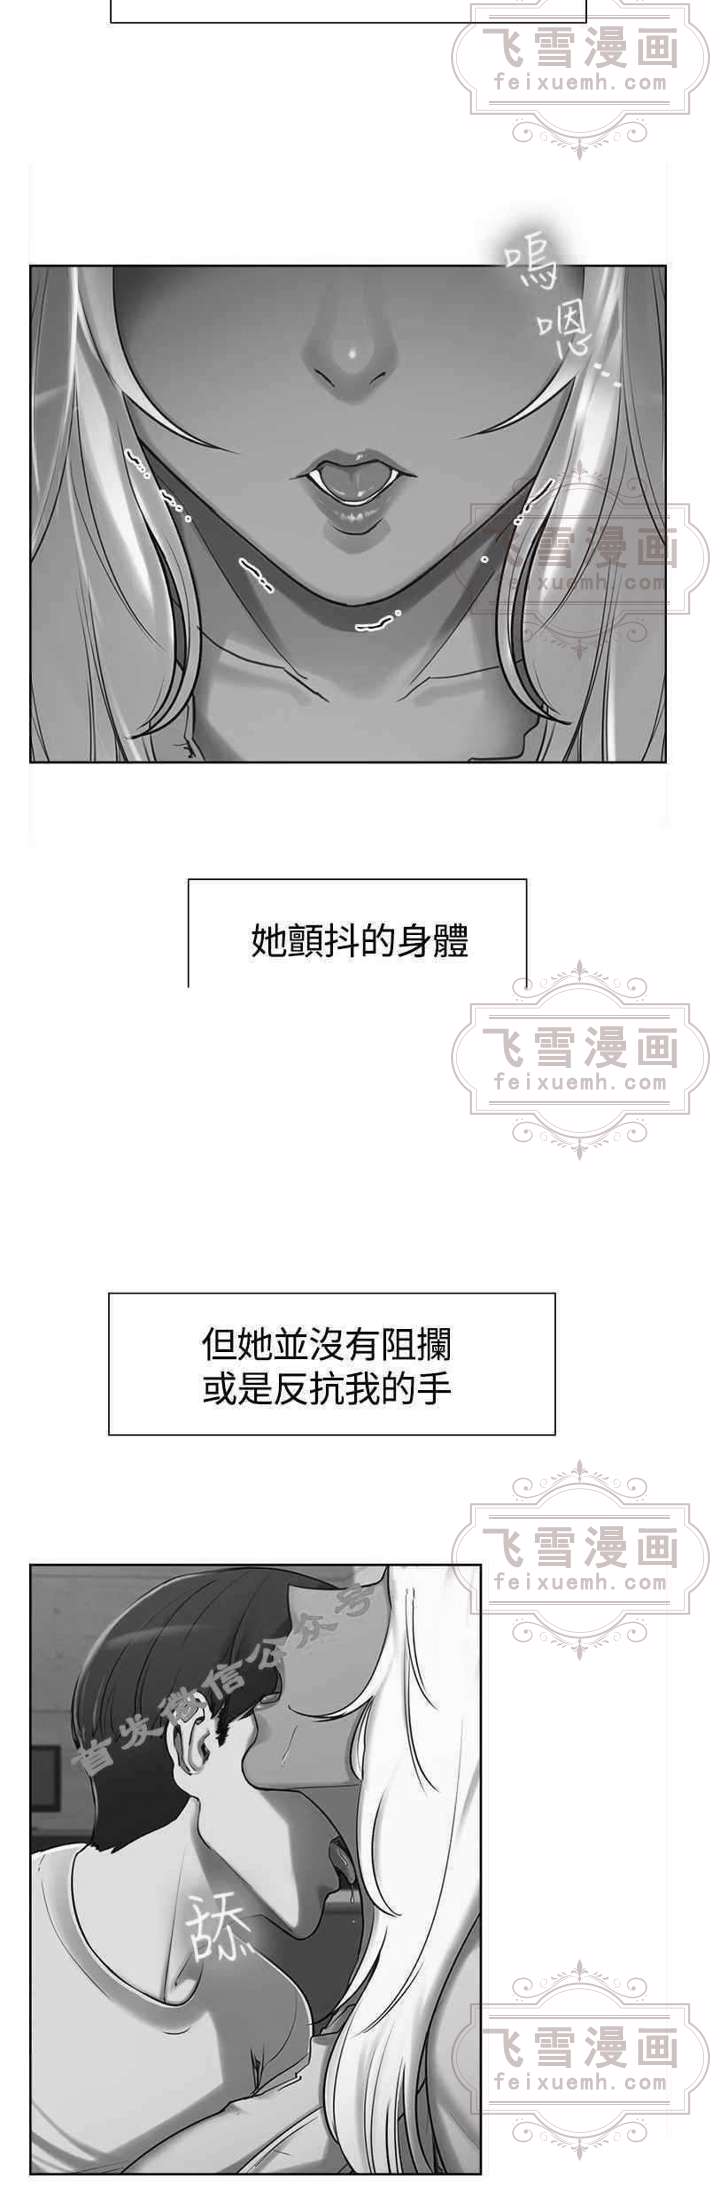 飞雪漫画
feixuemh.com
嗚
嗯...
飞雪漫画
feixuemh.com
她顫抖的身體
飞雪漫画
feixuemh.com
但她並沒有阻攔
或是反抗我的手
飞雪漫画
feixuemh.com
首发微信公众号
舔
飞雪漫画
feixuemh.com